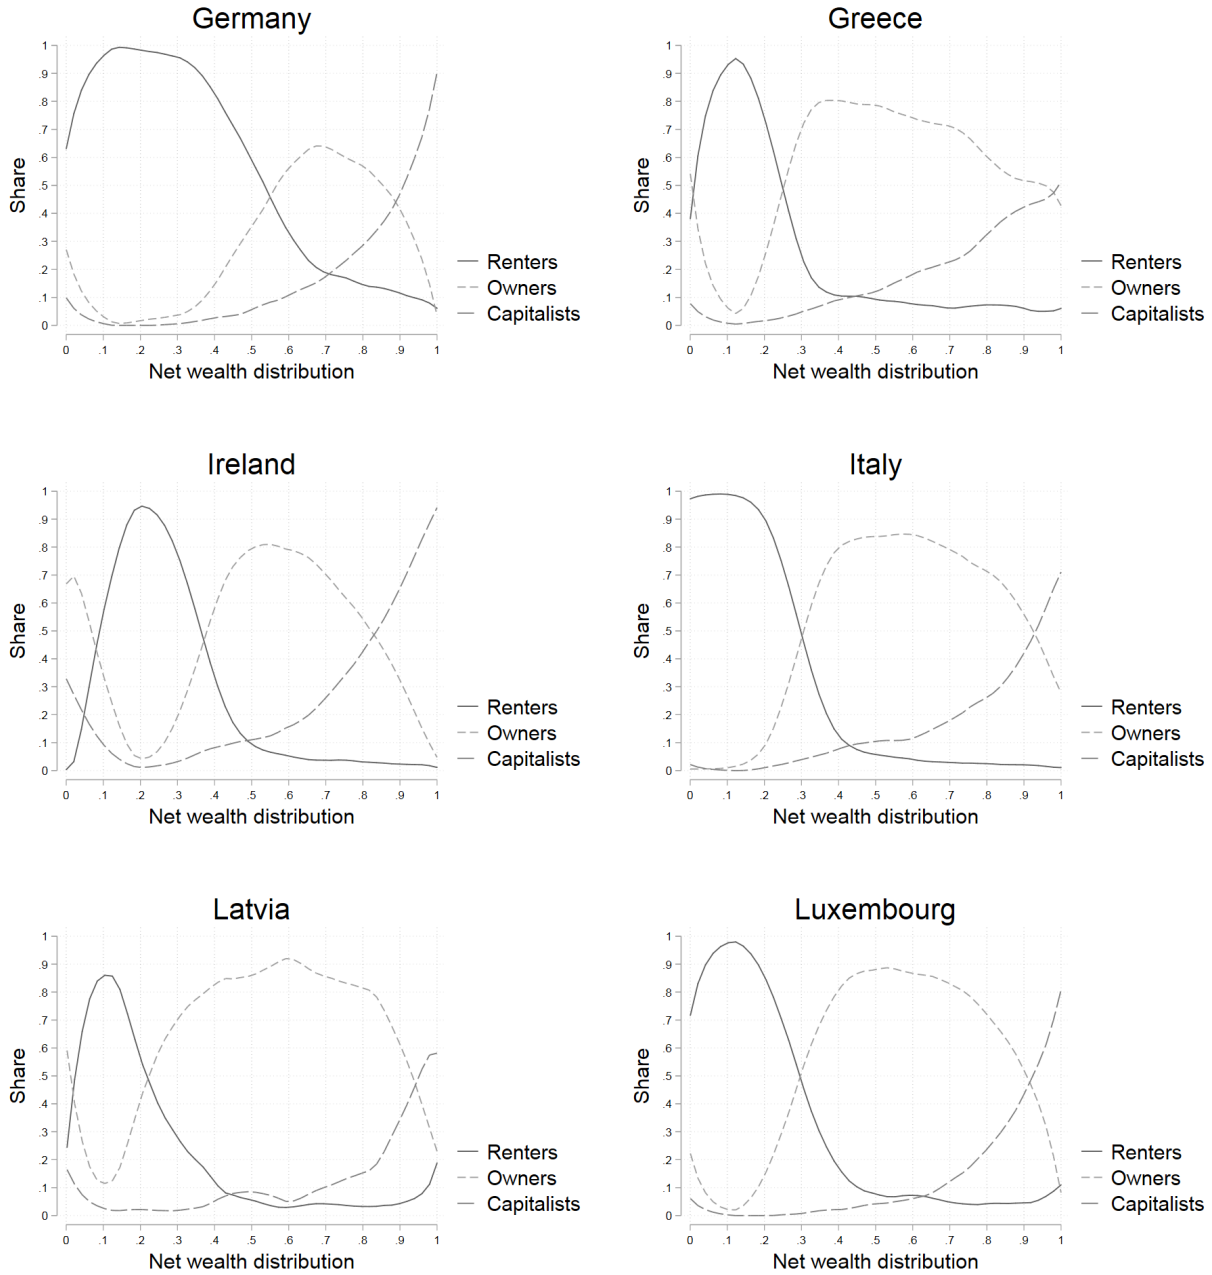 Germany
1
.9
.8
.7
.6
.5
.4
.3
.2
.1
0
Share
0 .1 .2 .3 .4 .5 .6 .7 .8 .9 1
Net wealth distribution
Renters
Owners
Capitalists
Greece
1
.9
.8
.7
.6
.5
.4
.3
.2
.1
0
Share
0 .1 .2 .3 .4 .5 .6 .7 .8 .9 1
Net wealth distribution
Renters
Owners
Capitalists
Ireland
1
.9
.8
.7
.6
.5
.4
.3
.2
.1
0
Share
0 .1 .2 .3 .4 .5 .6 .7 .8 .9 1
Net wealth distribution
Renters
Owners
Capitalists
Italy
1
.9
.8
.7
.6
.5
.4
.3
.2
.1
0
Share
0 .1 .2 .3 .4 .5 .6 .7 .8 .9 1
Net wealth distribution
Renters
Owners
Capitalists
Latvia
1
.9
.8
.7
.6
.5
.4
.3
.2
.1
0
Share
0 .1 .2 .3 .4 .5 .6 .7 .8 .9 1
Net wealth distribution
Renters
Owners
Capitalists
Luxembourg
1
.9
.8
.7
.6
.5
.4
.3
.2
.1
0
Share
0 .1 .2 .3 .4 .5 .6 .7 .8 .9 1
Net wealth distribution
Renters
Owners
Capitalists